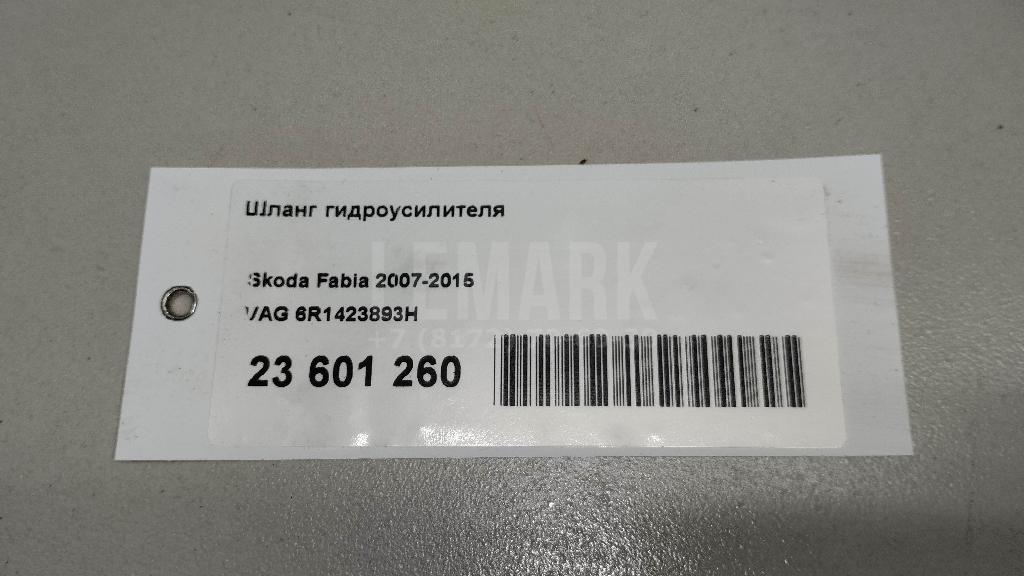 Шланг гидроусилителя
LEMARK
Skoda Fabia 2007-2015
VAG 6R1423893H
23 601 260